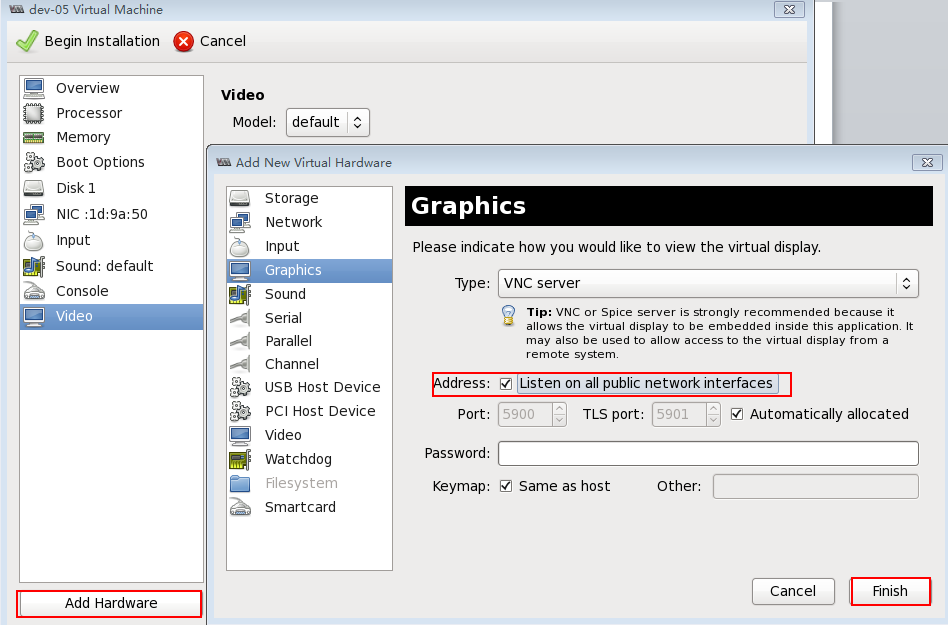 dev-05 Virtual Machine
Begin Installation
Cancel
Overview
Processor
Memory
Boot Options
Disk 1
NIC :1d:9a:50
Input
Sound: default
Console
Video
Add Hardware
Video
Model: default
Add New Virtual Hardware
Storage
Network
Input
Graphics
Sound
Serial
Parallel
Channel
USB Host Device
PCI Host Device
Video
Watchdog
Filesystem
Smartcard
Graphics
Please indicate how you would like to view the virtual display.
Type: VNC server
Tip: VNC or Spice server is strongly recommended because it
allows the virtual display to be embedded inside this application. It
may also be used to allow access to the virtual display from a
remote system.
Address: Listen on all public network interfaces
Port: 5900 TLS port: 5901 Automatically allocated
Password:
Keymap: Same as host Other:
Cancel
Finish